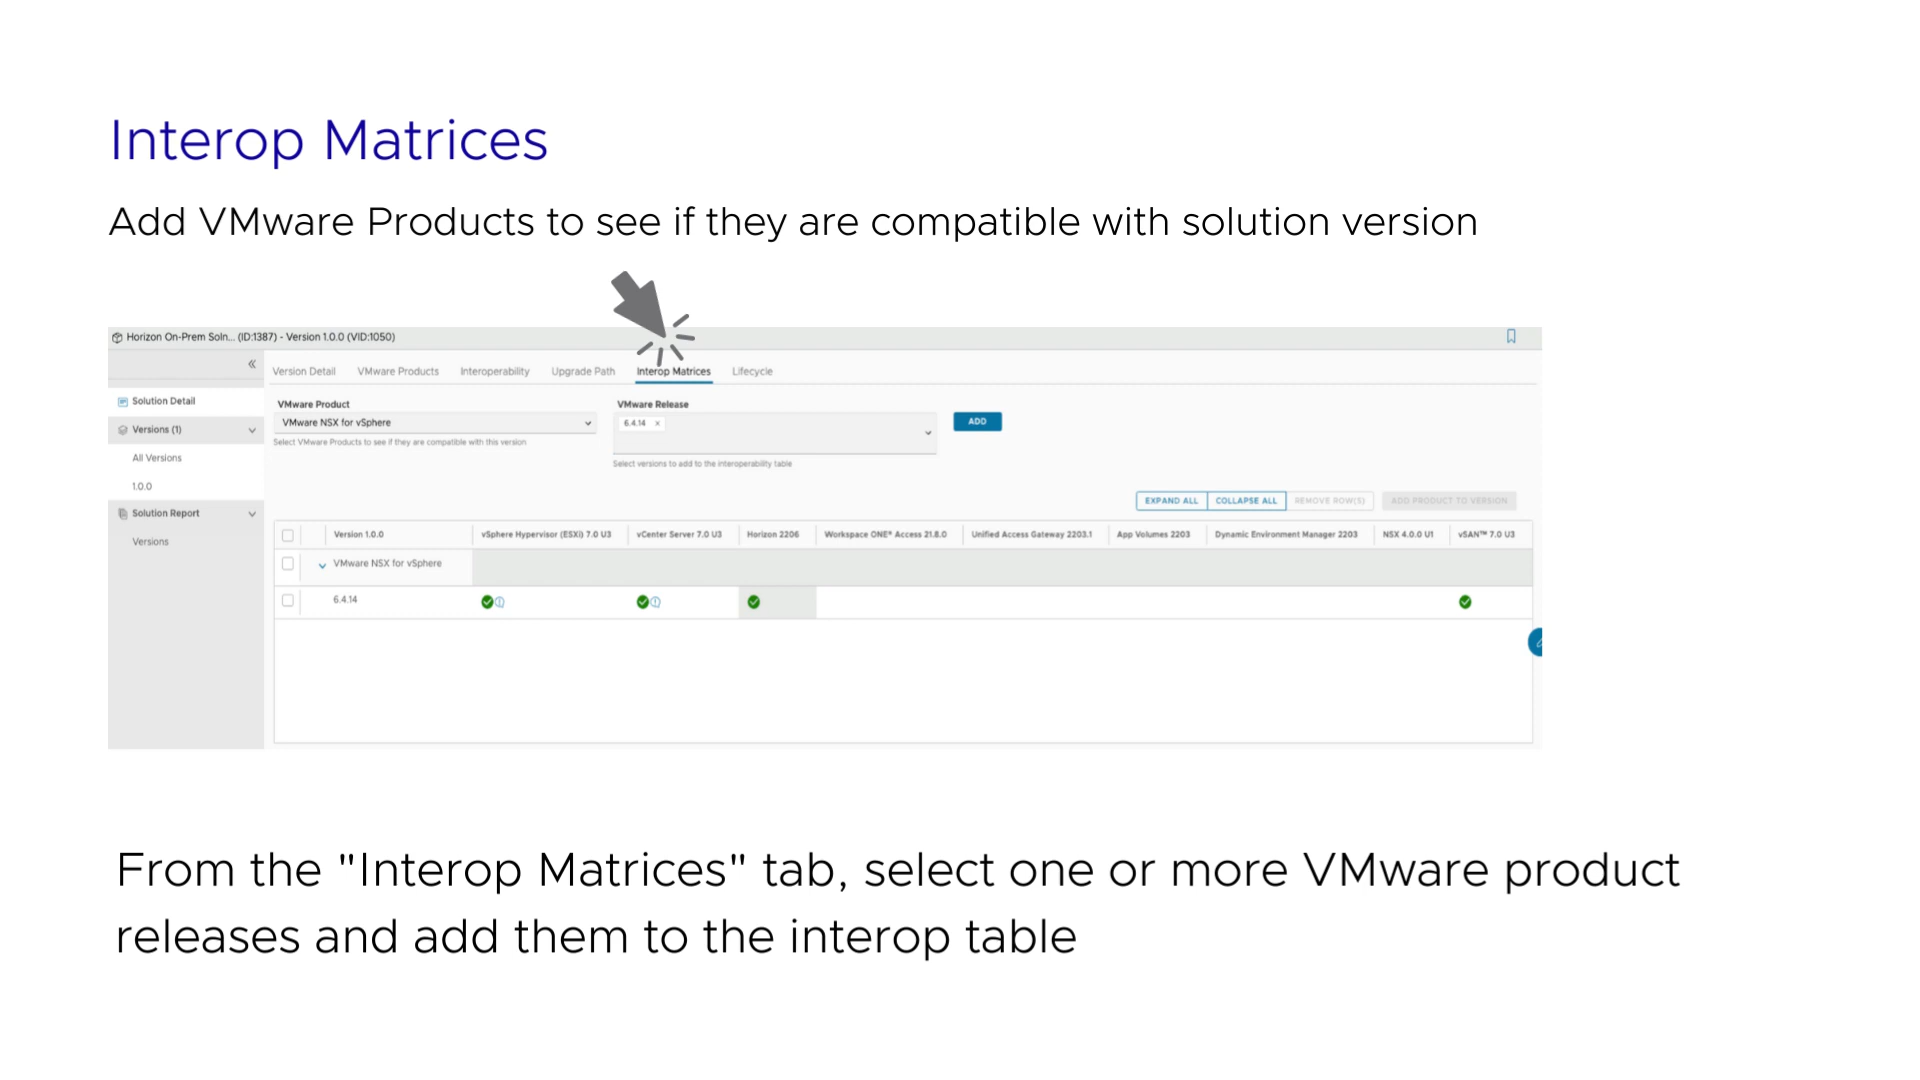 Interop Matrices
Add VMware Products to see if they are compatible with solution version
Horizon On-Prem Soln... (ID:1387) - Version 1.0.0 (VID:1050)
Version Detail VMware Products Interoperability Upgrade Path Interop Matrices Lifecycle
Solution Detail
Versions (1)
All Versions
1.0.0
Solution Report
Versions
VMware Product VMware Release
VMware NSX for vSphere 6.4.14 × ADD
Select VMware Products to see if they are compatible with this version
Select versions to add to the interoperability table
EXPAND ALL COLLAPSE ALL REMOVE ROW(S) ADD PRODUCT TO VERSION
Version 1.0.0 vSphere Hypervisor (ESXi) 7.0 U3 vCenter Server 7.0 U3 Horizon 2206 Workspace ONE® Access 21.8.0 Unified Access Gateway 2203.1 App Volumes 2203 Dynamic Environment Manager 2203 NSX 4.0.0 U1 vSAN™ 7.0 U3
VMware NSX for vSphere
6.4.14
From the "Interop Matrices" tab, select one or more VMware product
releases and add them to the interop table